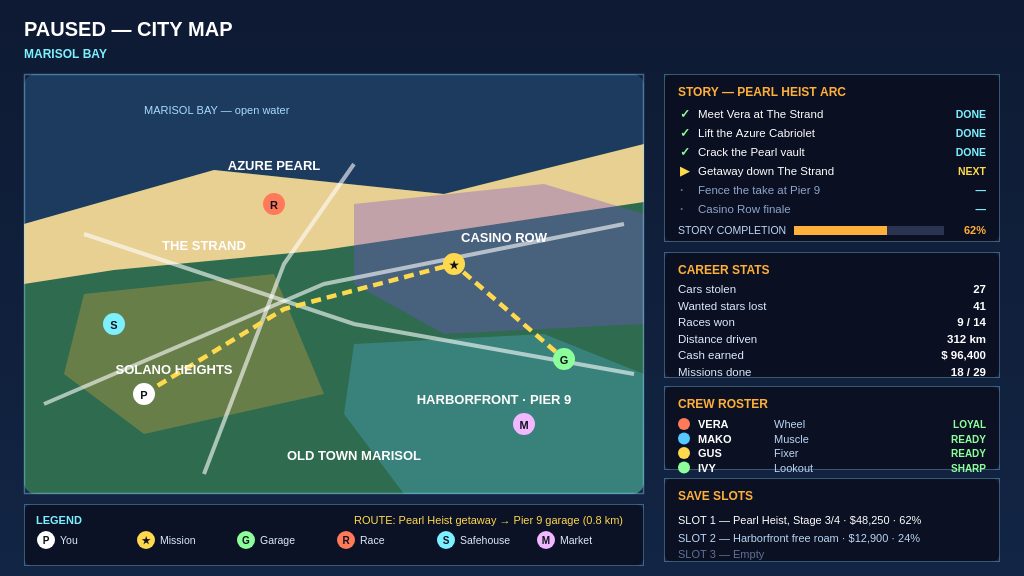 PAUSED — CITY MAP
MARISOL BAY
MARISOL BAY — open water
AZURE PEARL
R
THE STRAND
CASINO ROW
★
S
G
SOLANO HEIGHTS
P
HARBORFRONT · PIER 9
M
OLD TOWN MARISOL
LEGEND
ROUTE: Pearl Heist getaway → Pier 9 garage (0.8 km)
P You
★ Mission
G Garage
R Race
S Safehouse
M Market
STORY — PEARL HEIST ARC
✓ Meet Vera at The Strand DONE
✓ Lift the Azure Cabriolet DONE
✓ Crack the Pearl vault DONE
▶ Getaway down The Strand NEXT
· Fence the take at Pier 9 —
· Casino Row finale —
STORY COMPLETION 62%
CAREER STATS
Cars stolen 27
Wanted stars lost 41
Races won 9 / 14
Distance driven 312 km
Cash earned $ 96,400
Missions done 18 / 29
CREW ROSTER
VERA Wheel LOYAL
MAKO Muscle READY
GUS Fixer READY
IVY Lookout SHARP
SAVE SLOTS
SLOT 1 — Pearl Heist, Stage 3/4 · $48,250 · 62%
SLOT 2 — Harborfront free roam · $12,900 · 24%
SLOT 3 — Empty